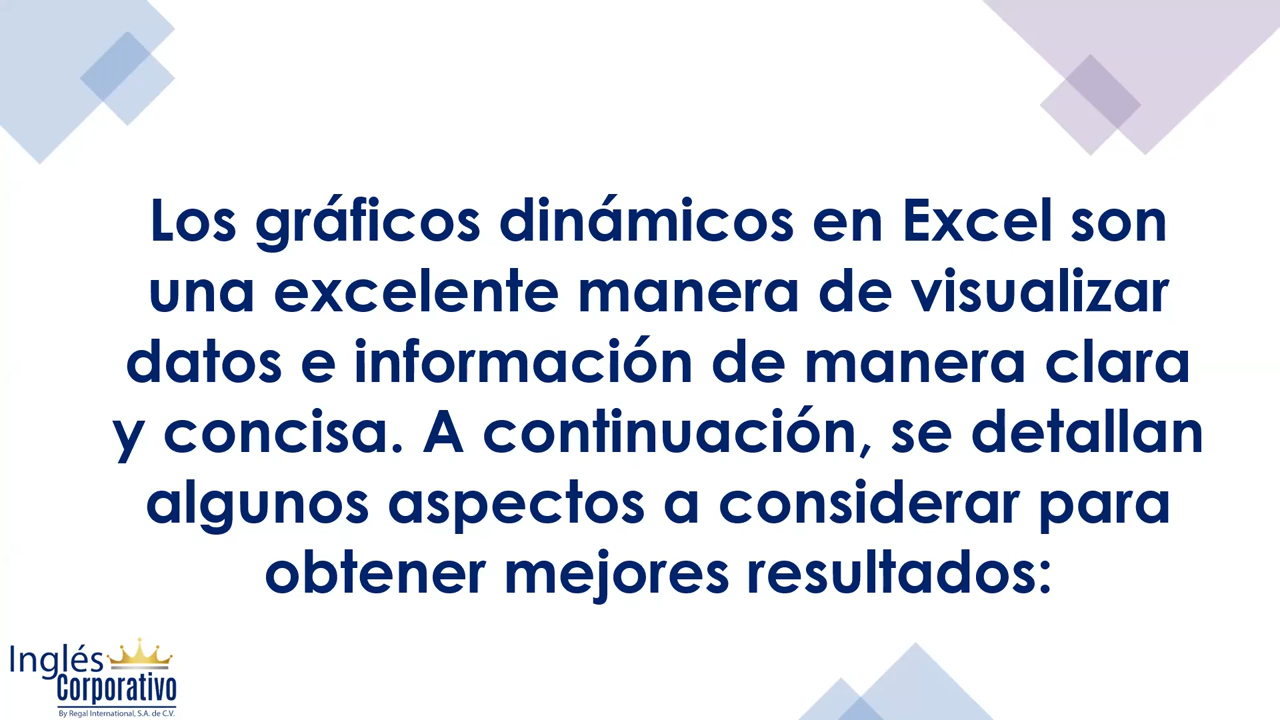 Los gráficos dinámicos en Excel son
una excelente manera de visualizar
datos e información de manera clara
y concisa. A continuación, se detallan
algunos aspectos a considerar para
obtener mejores resultados:
Inglés
Corporativo
By Regal International, S.A. de C.V.